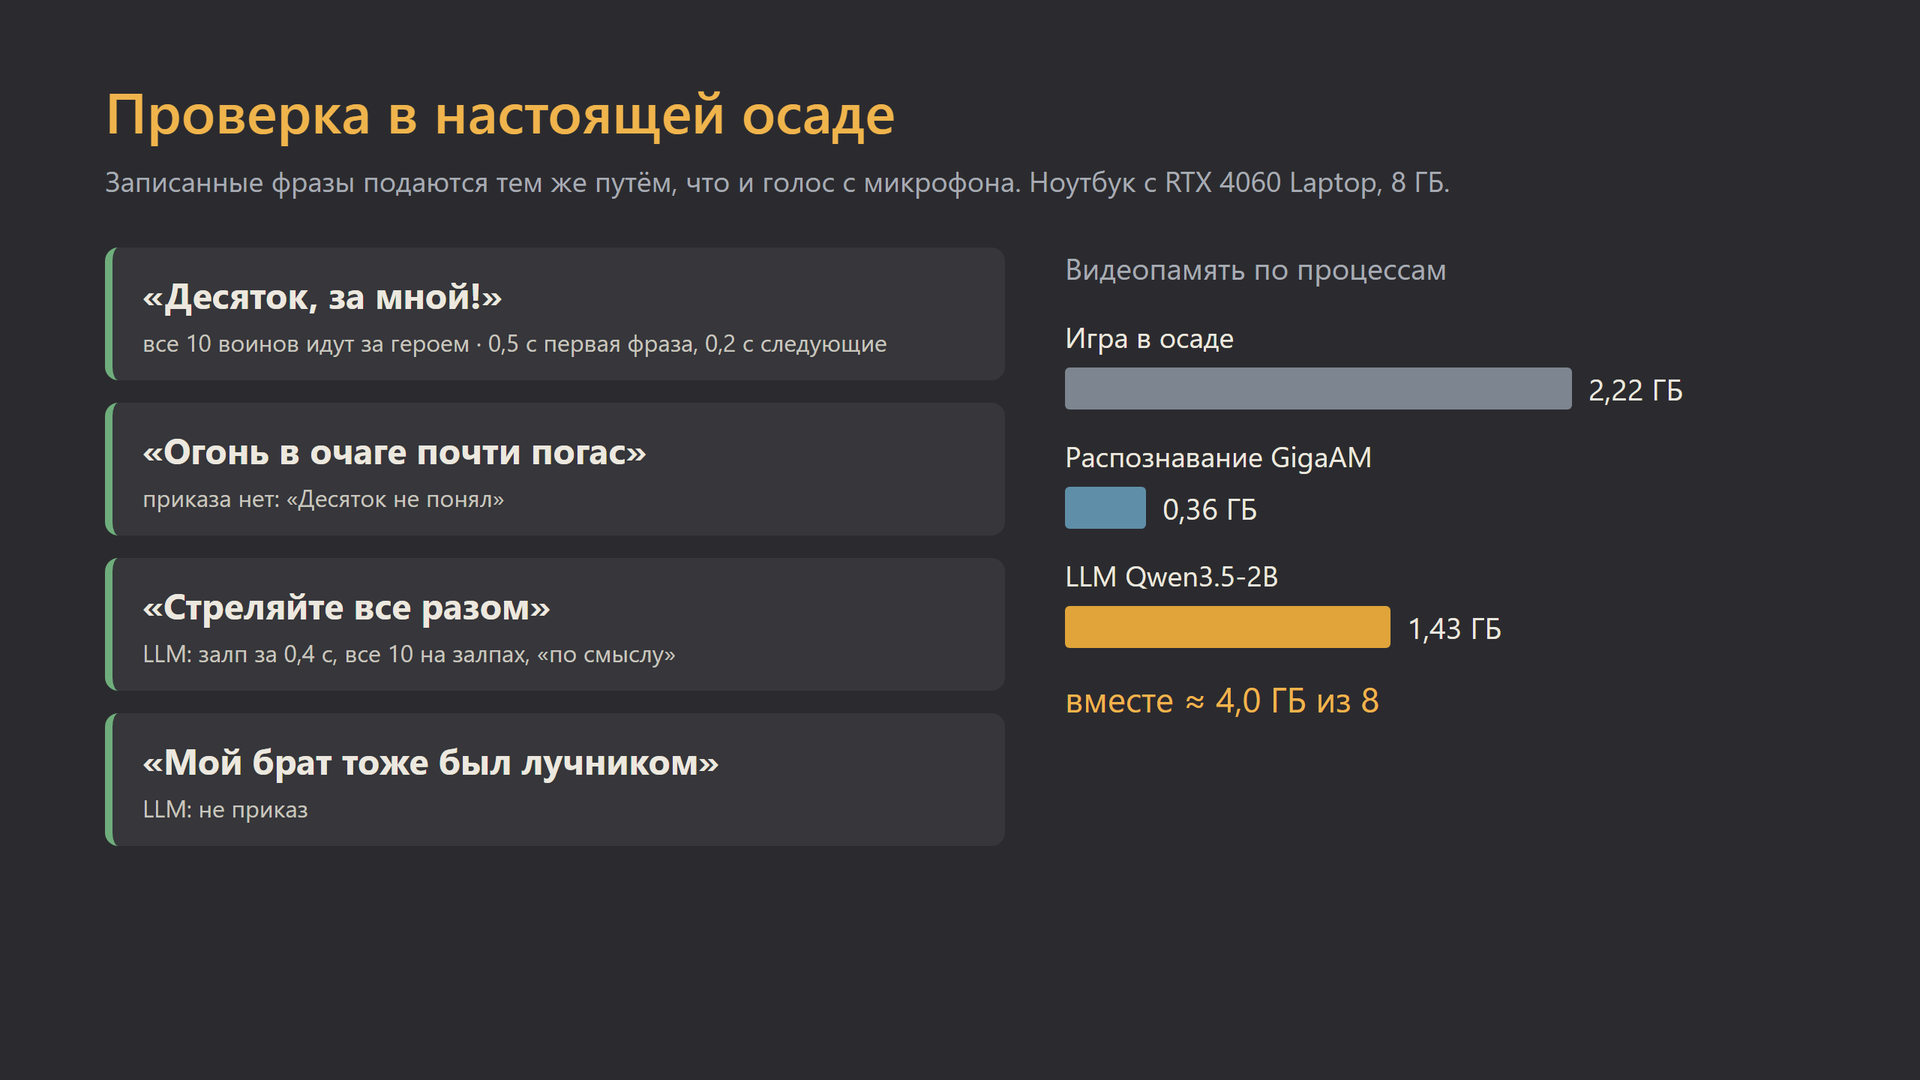 Проверка в настоящей осаде
Записанные фразы подаются тем же путём, что и голос с микрофона. Ноутбук с RTX 4060 Laptop, 8 ГБ.
«Десяток, за мной!»
все 10 воинов идут за героем · 0,5 с первая фраза, 0,2 с следующие
«Огонь в очаге почти погас»
приказа нет: «Десяток не понял»
«Стреляйте все разом»
LLM: залп за 0,4 с, все 10 на залпах, «по смыслу»
«Мой брат тоже был лучником»
LLM: не приказ
Видеопамять по процессам
Игра в осаде
2,22 ГБ
Распознавание GigaAM
0,36 ГБ
LLM Qwen3.5-2B
1,43 ГБ
вместе ≈ 4,0 ГБ из 8